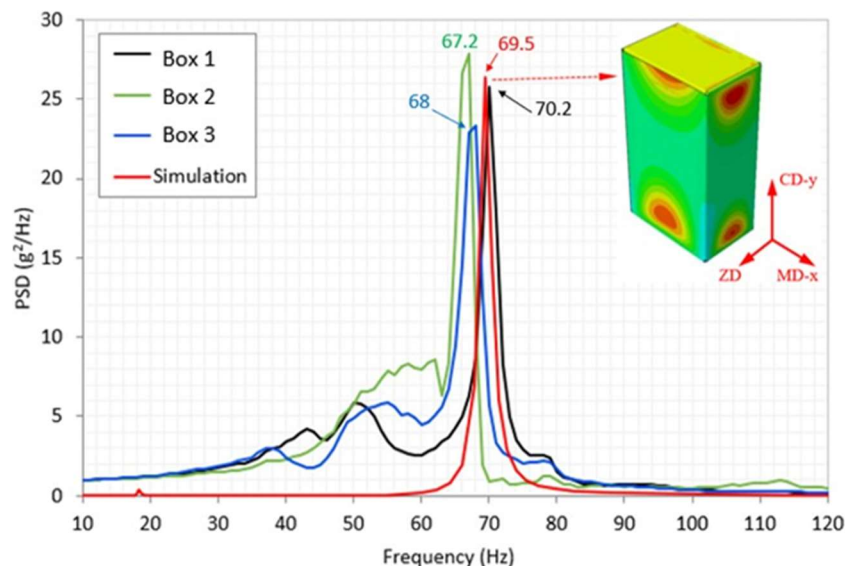 30
25
20
15
10
5
0
PSD (g²/Hz)
Box 1
Box 2
Box 3
Simulation
67.2
69.5
68
70.2
CD-y
ZD
MD-x
10 20 30 40 50 60 70 80 90 100 110 120
Frequency (Hz)